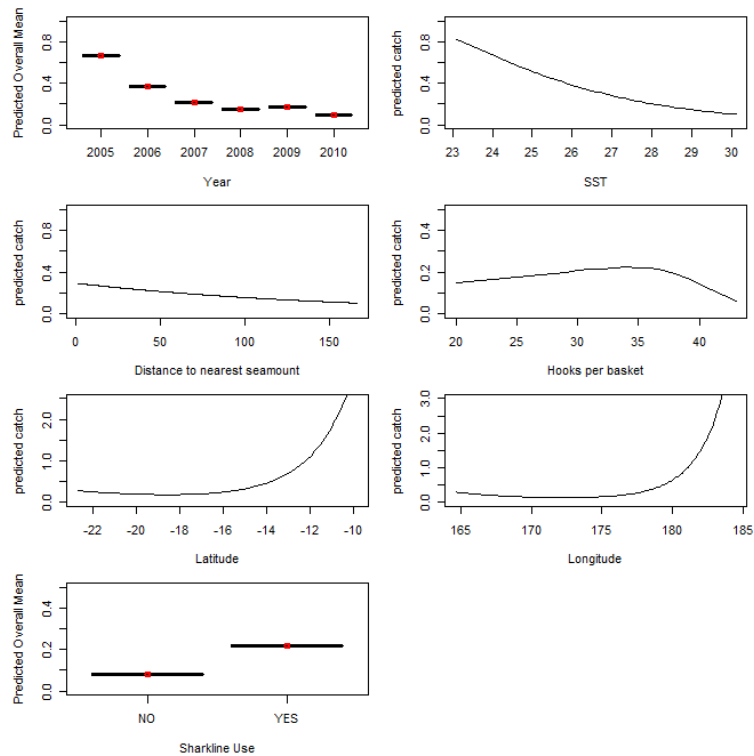 Predicted Overall Mean
0.0 0.4 0.8
2005 2006 2007 2008 2009 2010
Year
predicted catch
0.0 0.4 0.8
23 24 25 26 27 28 29 30
SST
predicted catch
0.0 0.4 0.8
0 50 100 150
Distance to nearest seamount
predicted catch
0.0 0.2 0.4
20 25 30 35 40
Hooks per basket
predicted catch
0.0 1.0 2.0
-22 -20 -18 -16 -14 -12 -10
Latitude
predicted catch
0.0 1.0 2.0 3.0
165 170 175 180 185
Longitude
Predicted Overall Mean
0.0 0.2 0.4
NO YES
Sharkline Use